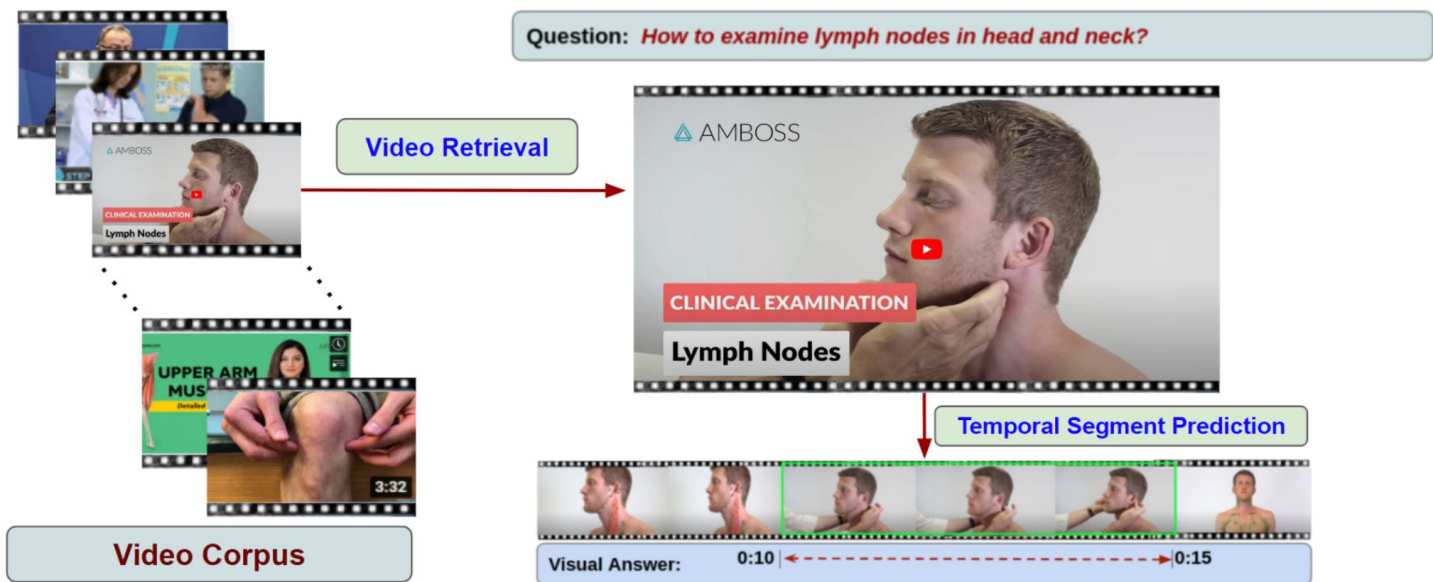 Question: How to examine lymph nodes in head and neck?
AMBOSS
STEP
CLINICAL EXAMINATION
Lymph Nodes
Video Retrieval
AMBOSS
CLINICAL EXAMINATION
Lymph Nodes
UPPER ARM
MUS
Detailed
3:32
Temporal Segment Prediction
Video Corpus
Visual Answer: 0:10 0:15